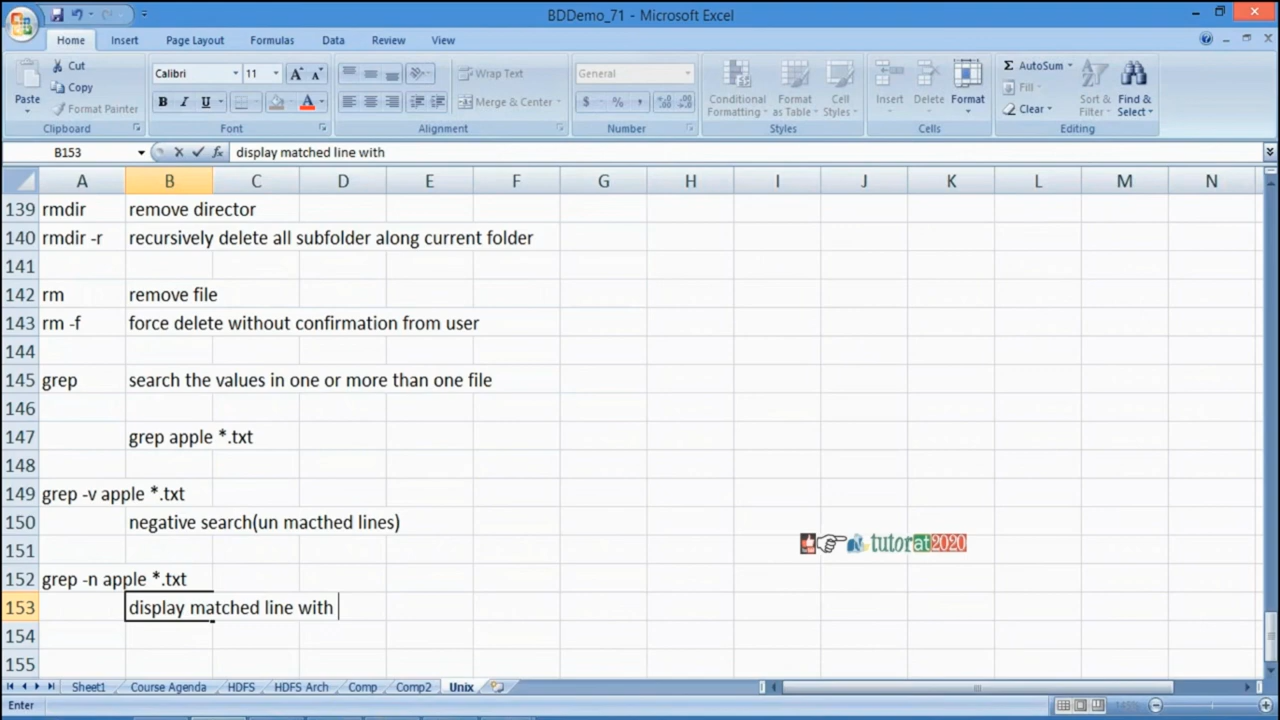 BDDemo_71 - Microsoft Excel
Home Insert Page Layout Formulas Data Review View
Paste Cut Copy Format Painter Clipboard
Calibri 11 B I U A Font
Wrap Text Merge & Center Alignment
General $ % , Number
Conditional Formatting Format as Table Cell Styles Styles
Insert Delete Format Cells
AutoSum Fill Clear Sort & Filter Find & Select Editing
B153 fx display matched line with
A B C D E F G H I J K L M N
139 rmdir remove director
140 rmdir -r recursively delete all subfolder along current folder
141
142 rm remove file
143 rm -f force delete without confirmation from user
144
145 grep search the values in one or more than one file
146
147 grep apple *.txt
148
149 grep -v apple *.txt
150 negative search(un macthed lines)
151
tutorat2020
152 grep -n apple *.txt
153 display matched line with
154
155
Sheet1 Course Agenda HDFS HDFS Arch Comp Comp2 Unix
Enter